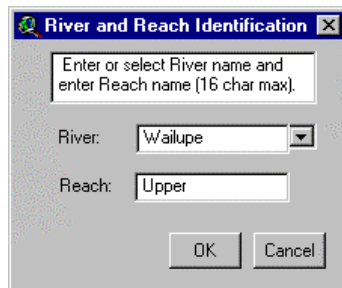 River and Reach Identification
Enter or select River name and
enter Reach name (16 char max).
River: Wailupe
Reach: Upper
OK Cancel